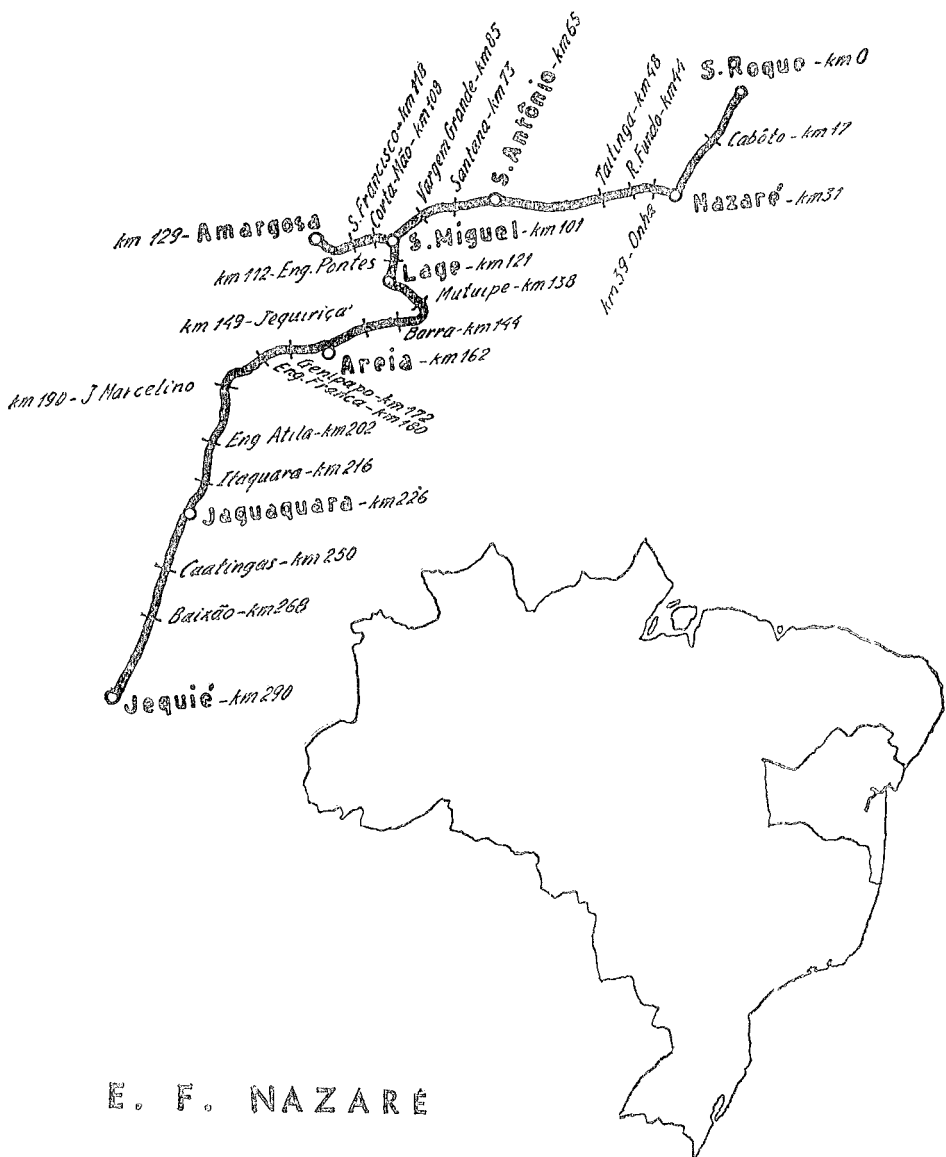 S. Roque - km 0
Cabôto - km 17
Nazaré - km 31
km 39 - Onha
R. Fundo - km 44
Tailinga - km 48
S. Antônio - km 65
Santana - km 73
Vargem Grande - km 85
S. Miguel - km 101
Corta-Mão - km 109
S. Francisco - km 118
km 129 - Amargosa
km 112 - Eng. Pontes
Lage - km 121
Mutuipe - km 138
Barra - km 144
km 149 - Jequiriçá
Areia - km 162
Genipapo - km 172
Eng. Franca - km 180
km 190 - J Marcelino
Eng Atila - km 202
Itaquara - km 216
Jaguaquara - km 226
Caatingas - km 250
Baixão - km 268
Jequié - km 290
E. F. NAZARÉ